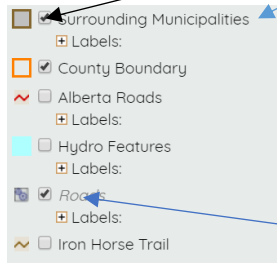 Surrounding Municipalities
Labels:
County Boundary
Alberta Roads
Labels:
Hydro Features
Labels:
Roads
Labels:
Iron Horse Trail